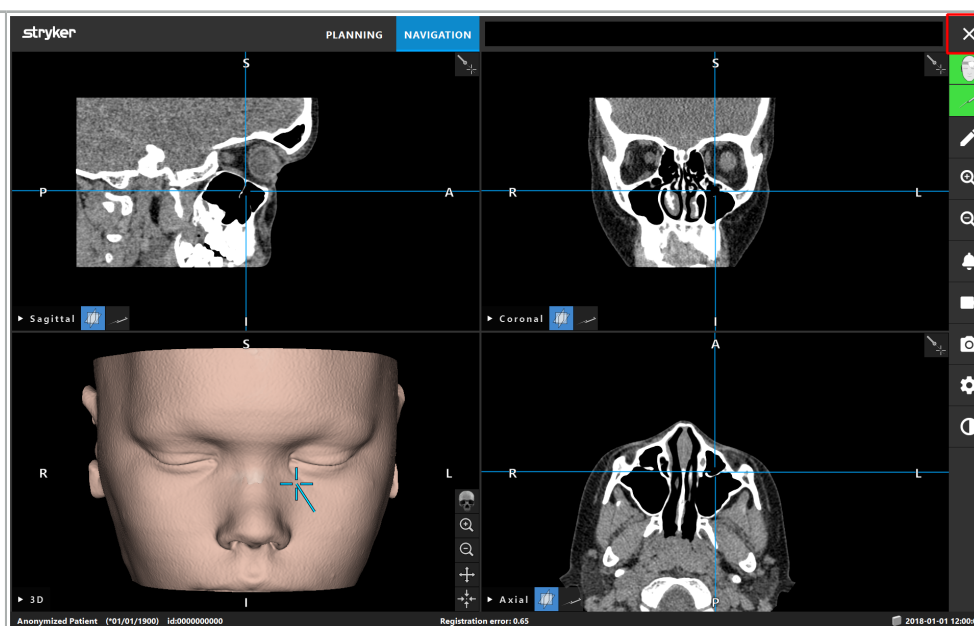 stryker PLANNING NAVIGATION
S S
P A R L
Sagittal Coronal
I I
S A
R L R L
3D Axial
I P
Anonymized Patient (*01/01/1900) id:0000000000 Registration error: 0.65 2018-01-01 12:00:0